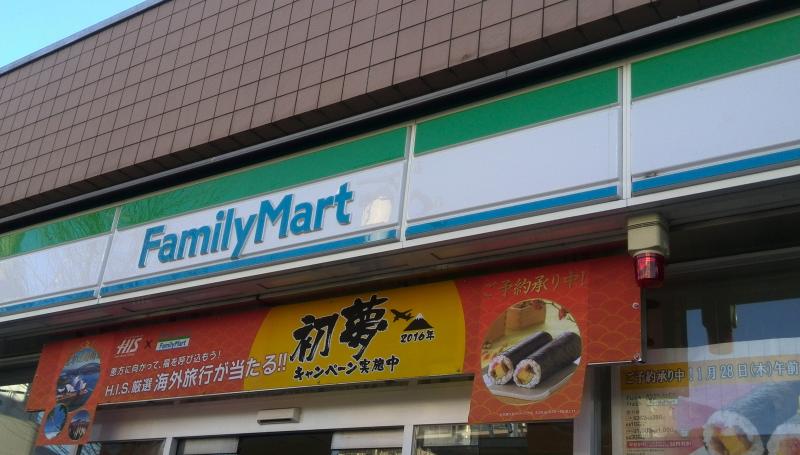 FamilyMart
HIS × FamilyMart
恵方に向かって、福を呼び込もう!
H.I.S.厳選 海外旅行が当たる!!
初夢
2016年
キャンペーン実施中
ご予約承り中!
ご予約承り中 1月28日(木)午前